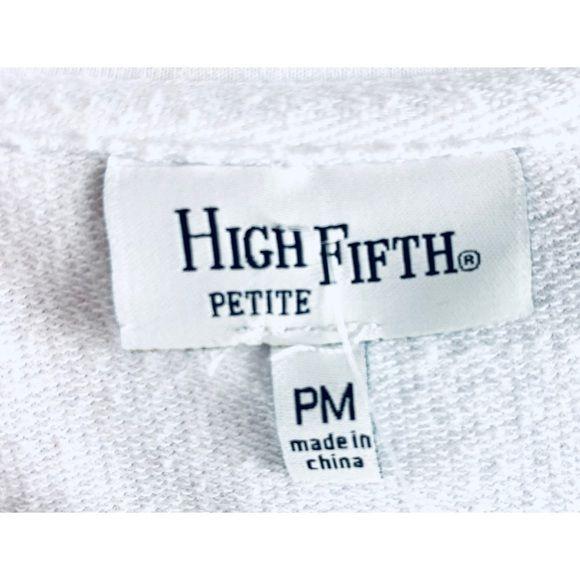 HIGH FIFTH®
PETITE
PM
made in
china